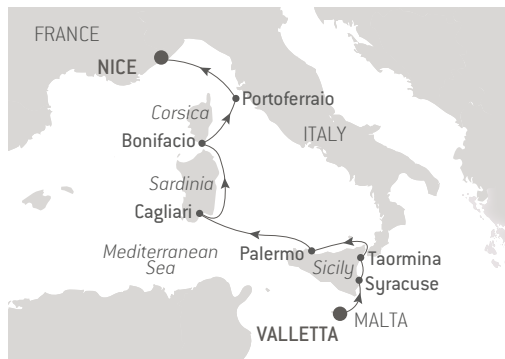 FRANCE
NICE
Portoferraio
Corsica
ITALY
Bonifacio
Sardinia
Cagliari
Mediterranean
Sea
Palermo
Sicily
Taormina
Syracuse
VALLETTA
MALTA